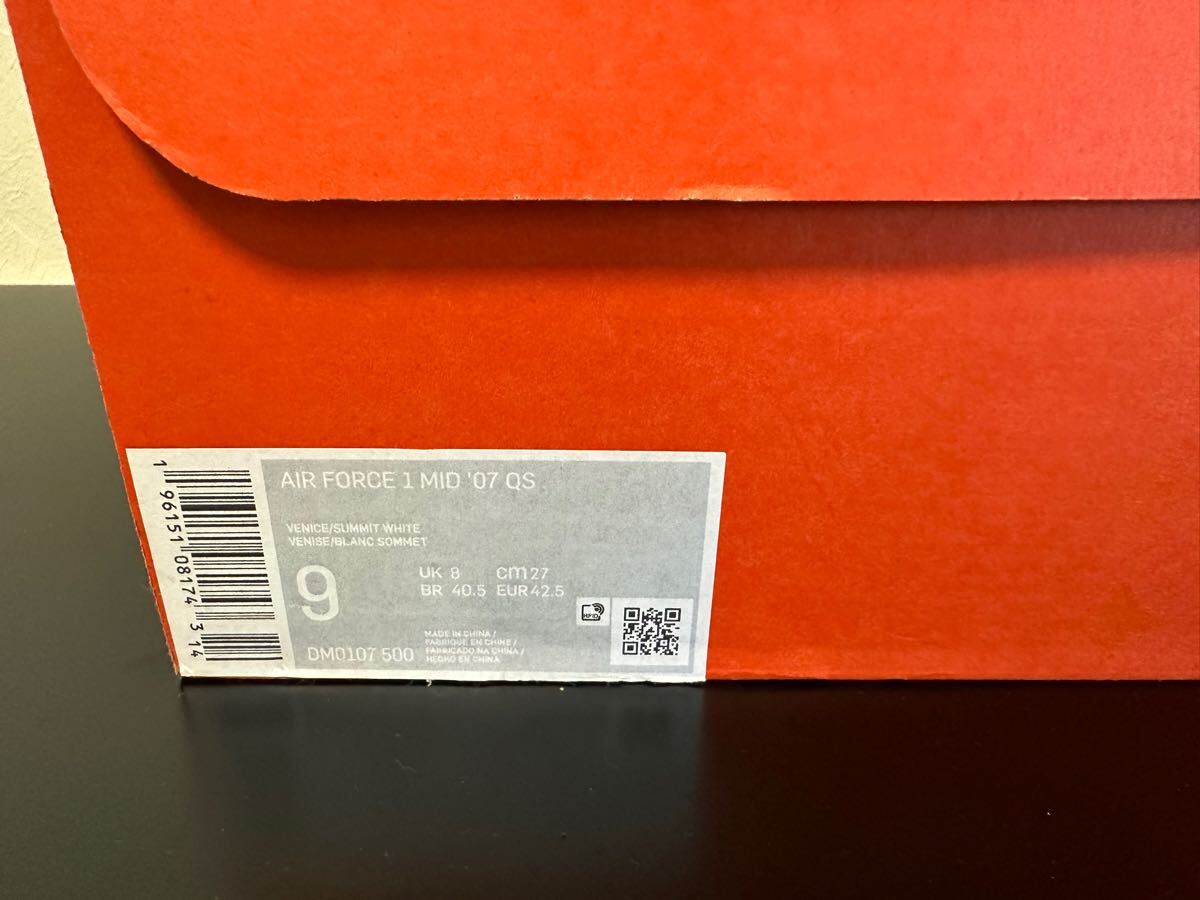 AIR FORCE 1 MID '07 QS
VENICE/SUMMIT WHITE
VENISE/BLANC SOMMET
9
UK 8 cm 27
BR 40.5 EUR 42.5
DM0107 500
MADE IN CHINA /
FABRIQUE EN CHINE /
FABRICADO NA CHINA /
HECHO EN CHINA
RFID
1 96151 08174 3 14